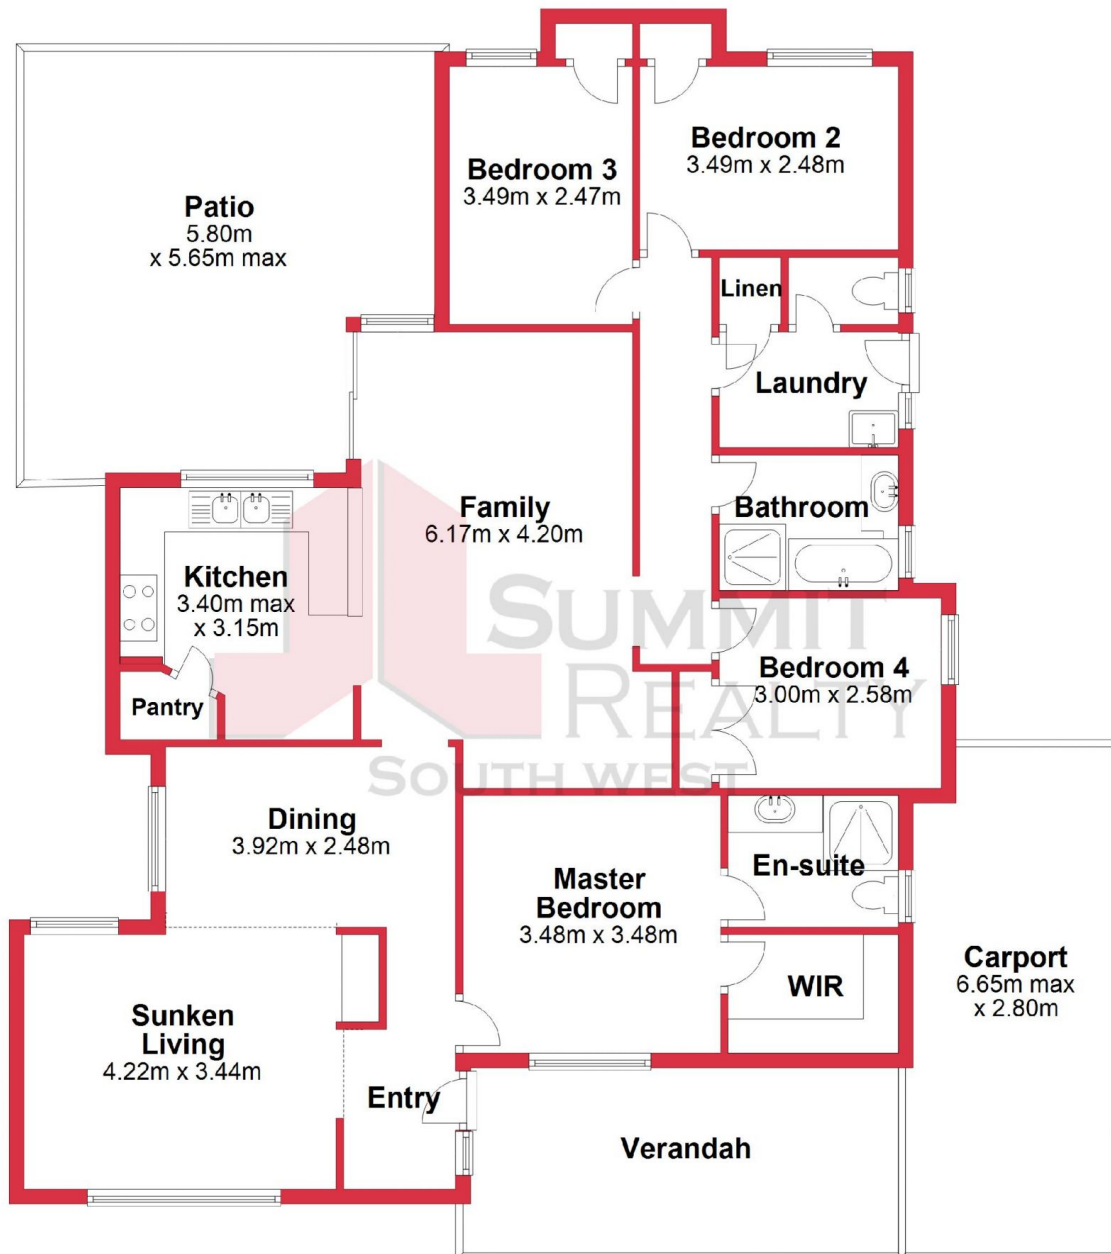 Bedroom 2
3.49m x 2.48m
Bedroom 3
3.49m x 2.47m
Patio
5.80m
x 5.65m max
Linen
Laundry
Family
6.17m x 4.20m
Bathroom
Kitchen
3.40m max
x 3.15m
SUMMIT
REALTY
SOUTH WEST
Bedroom 4
3.00m x 2.58m
Pantry
Dining
3.92m x 2.48m
En-suite
Master
Bedroom
3.48m x 3.48m
WIR
Carport
6.65m max
x 2.80m
Sunken
Living
4.22m x 3.44m
Entry
Verandah